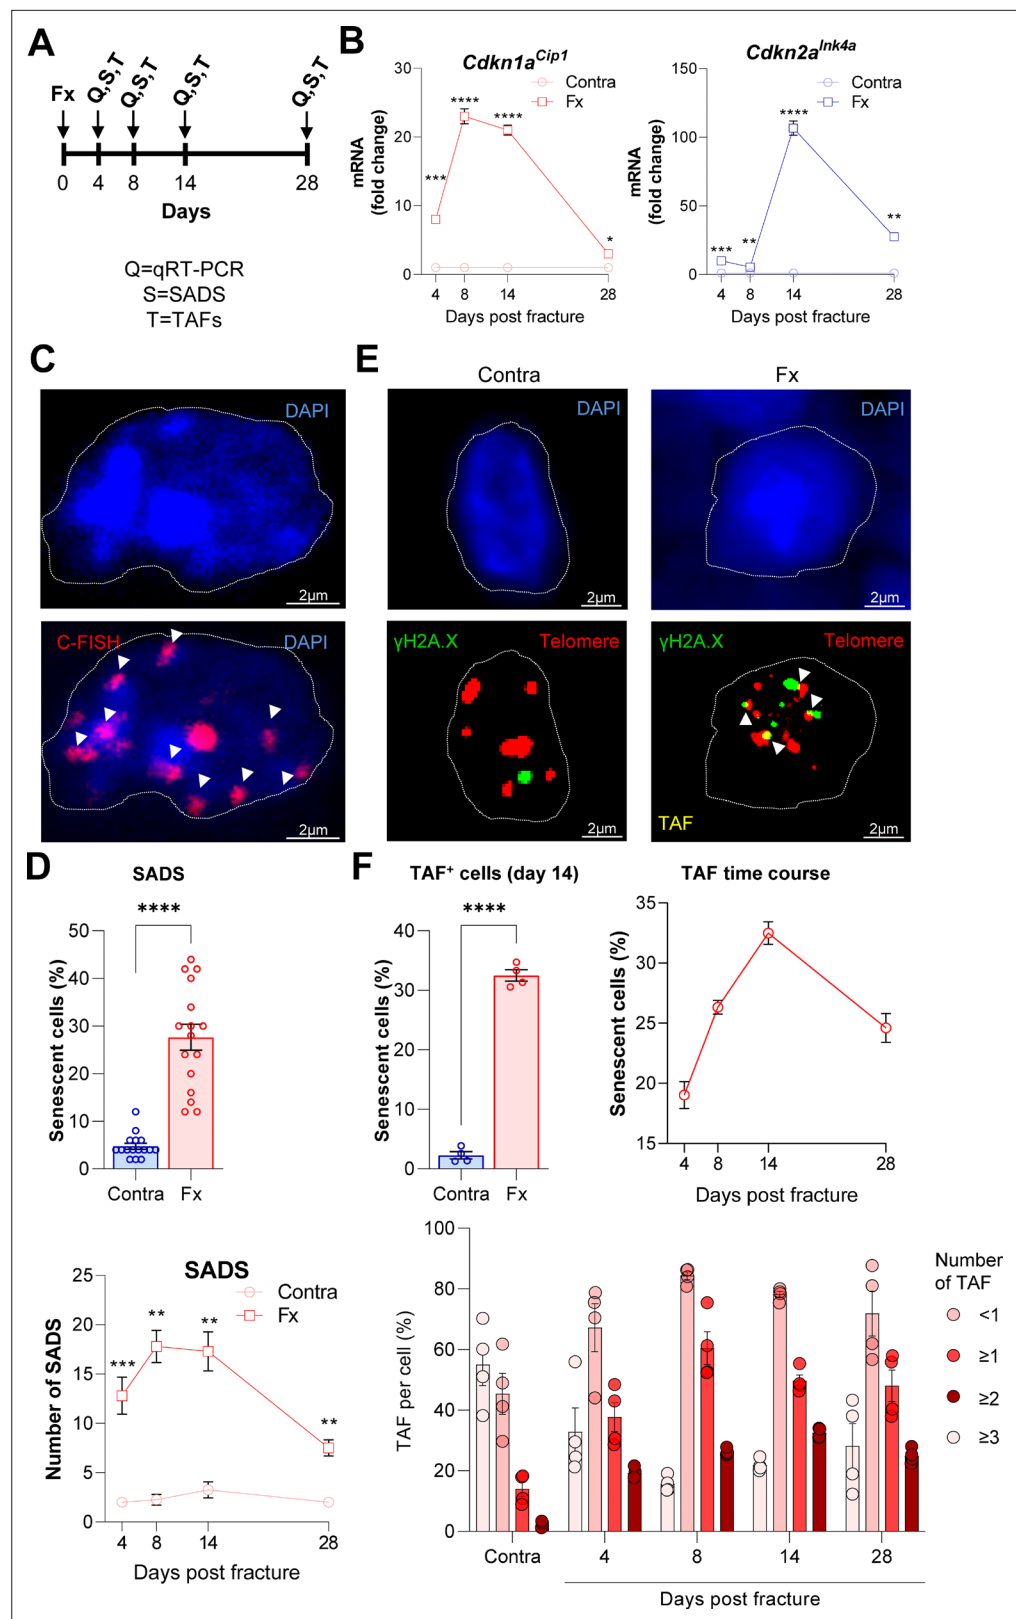 A
Fx
Q,S,T
Q,S,T
Q,S,T
Q,S,T
0
4
8
14
28
Days
Q=qRT-PCR
S=SADS
T=TAFs
B
Cdkn1aCip1
mRNA
(fold change)
30
20
10
0
Contra
Fx
***
****
****
*
4
8
14
28
Days post fracture
Cdkn2aInk4a
mRNA
(fold change)
150
100
50
0
Contra
Fx
***
**
****
**
4
8
14
28
Days post fracture
C
DAPI
2µm
C-FISH
DAPI
2µm
E
Contra
Fx
DAPI
2µm
DAPI
2µm
γH2A.X
Telomere
2µm
γH2A.X
Telomere
TAF
2µm
D
SADS
****
Senescent cells (%)
50
40
30
20
10
0
Contra
Fx
SADS
Contra
Fx
Number of SADS
25
20
15
10
5
0
***
**
**
**
4
8
14
28
Days post fracture
F
TAF+ cells (day 14)
****
Senescent cells (%)
40
30
20
10
0
Contra
Fx
TAF time course
Senescent cells (%)
35
30
25
20
15
4
8
14
28
Days post fracture
TAF per cell (%)
100
80
60
40
20
0
Contra
4
8
14
28
Days post fracture
Number
of TAF
<1
≥1
≥2
≥3